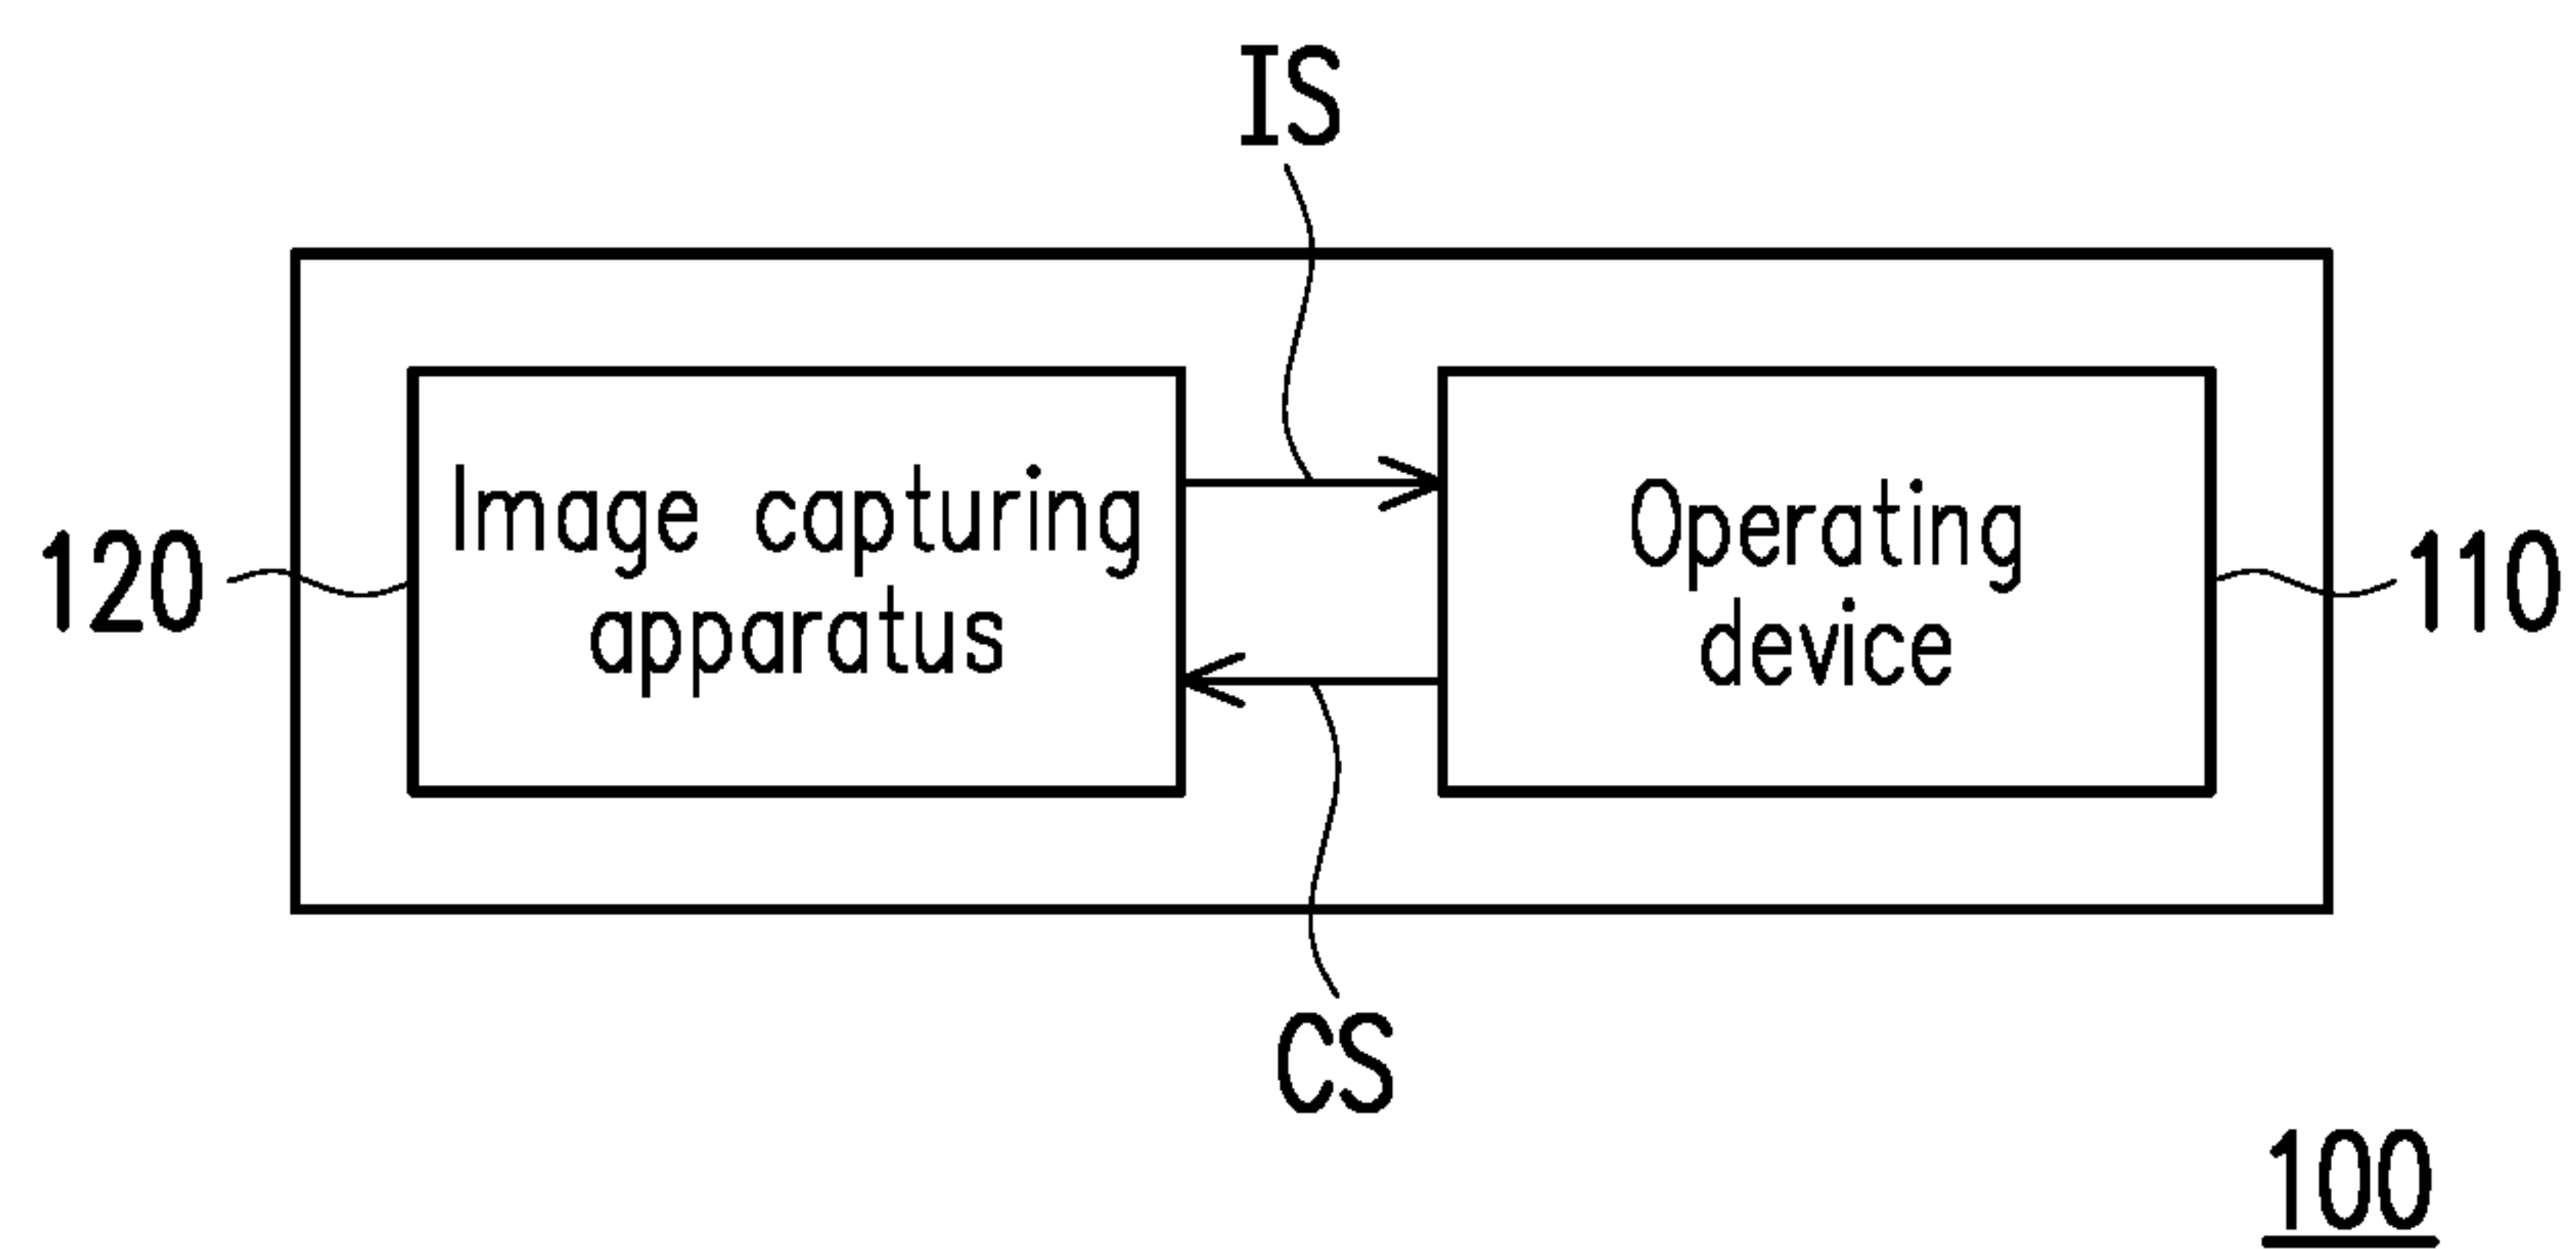 IS
Image capturing
apparatus
Operating
device
120
110
CS
100